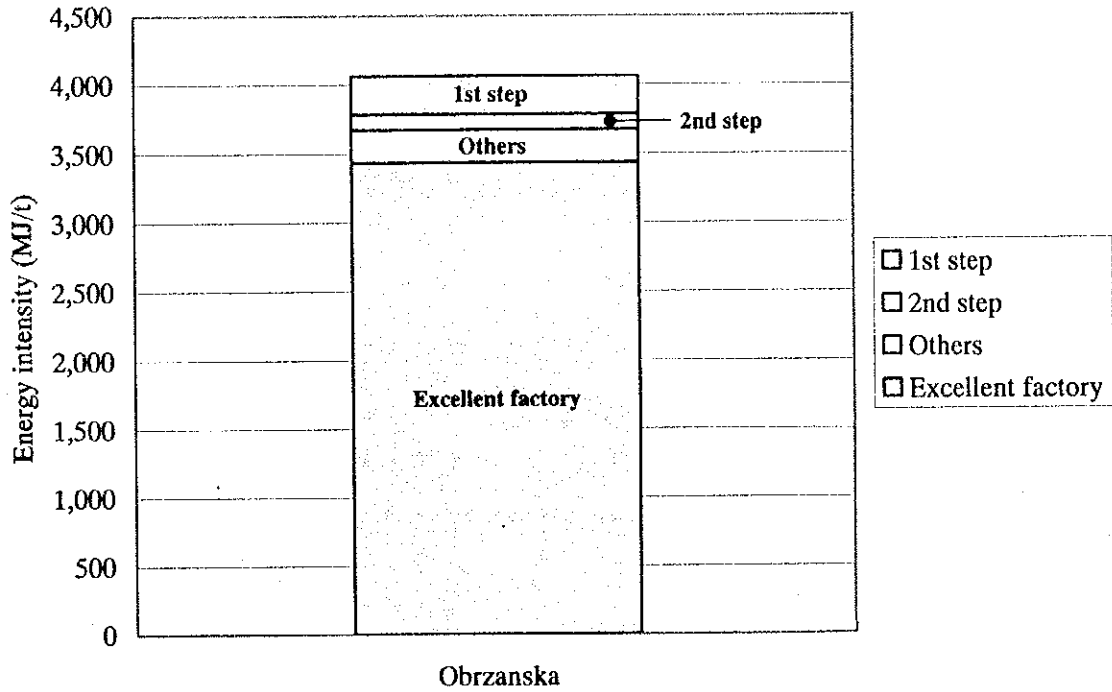 4,500
4,000
3,500
3,000
2,500
2,000
1,500
1,000
500
0
Energy intensity (MJ/t)
1st step
2nd step
Others
Excellent factory
Obrzanska
1st step
2nd step
Others
Excellent factory